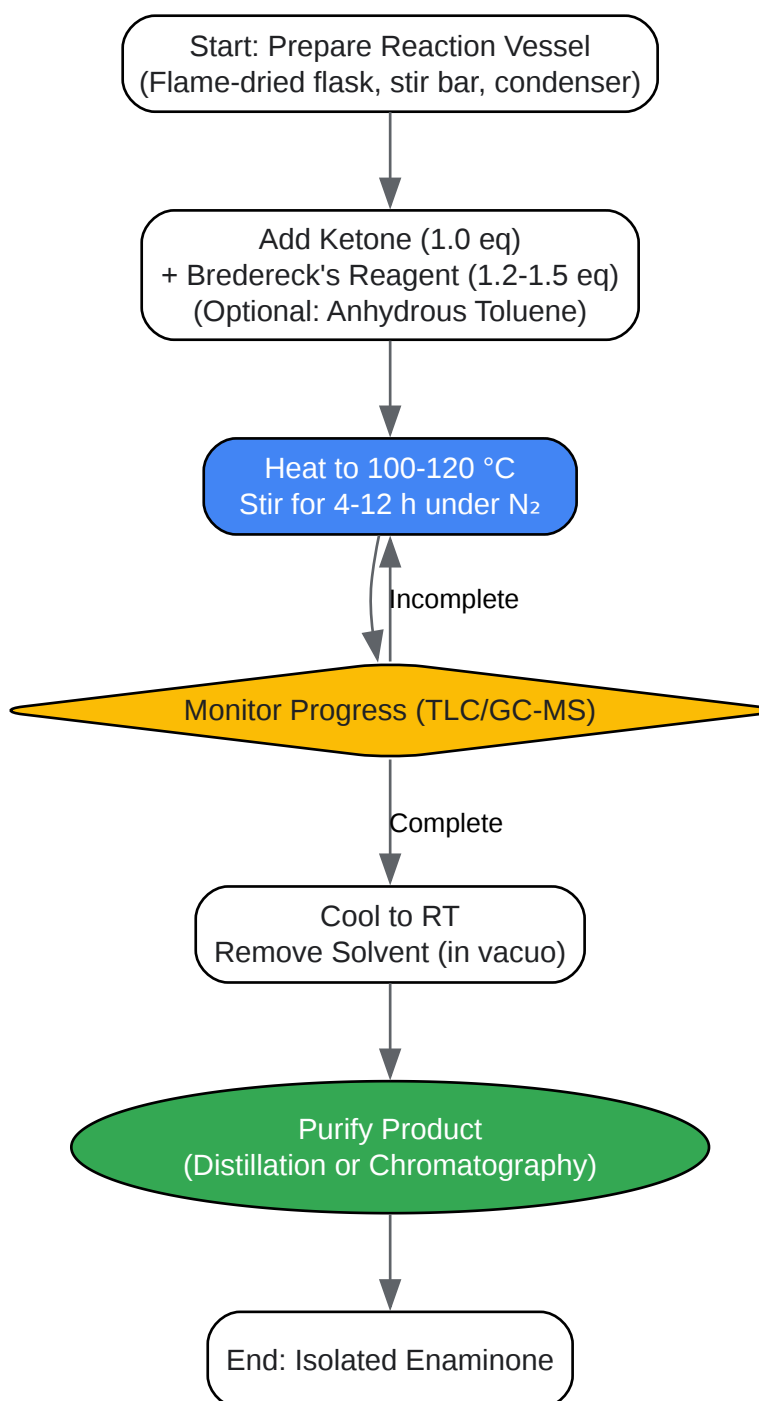 Start: Prepare Reaction Vessel
(Flame-dried flask, stir bar, condenser)
Add Ketone (1.0 eq)
+ Bredereck's Reagent (1.2-1.5 eq)
(Optional: Anhydrous Toluene)
Heat to 100-120 °C
Stir for 4-12 h under N₂
Incomplete
Monitor Progress (TLC/GC-MS)
Complete
Cool to RT
Remove Solvent (in vacuo)
Purify Product
(Distillation or Chromatography)
End: Isolated Enaminone